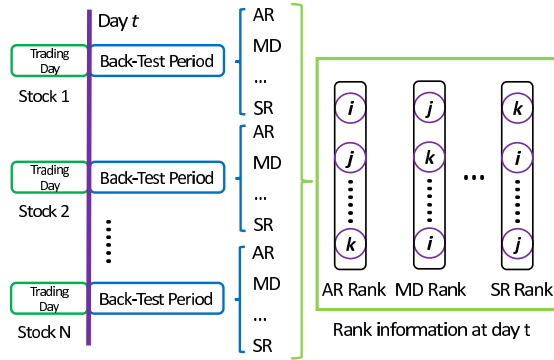 Day t
Trading Day
Back-Test Period
Stock 1
AR
MD
...
SR
Trading Day
Back-Test Period
Stock 2
AR
MD
...
SR
Trading Day
Back-Test Period
Stock N
AR
MD
...
SR
i
j
k
AR Rank
j
k
i
MD Rank
k
i
j
SR Rank
Rank information at day t